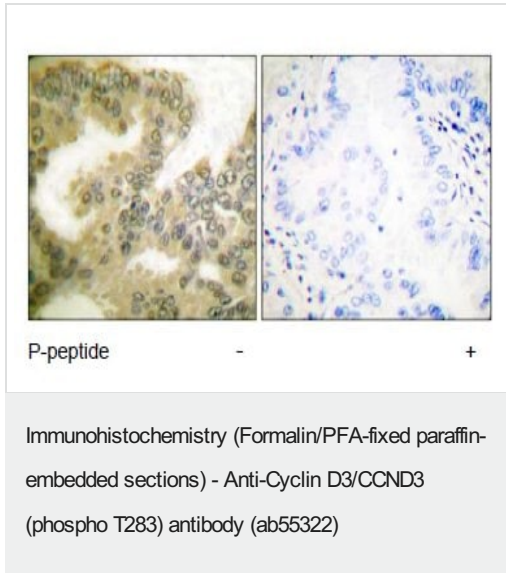 P-peptide - +
Immunohistochemistry (Formalin/PFA-fixed paraffin-
embedded sections) - Anti-Cyclin D3/CCND3
(phospho T283) antibody (ab55322)